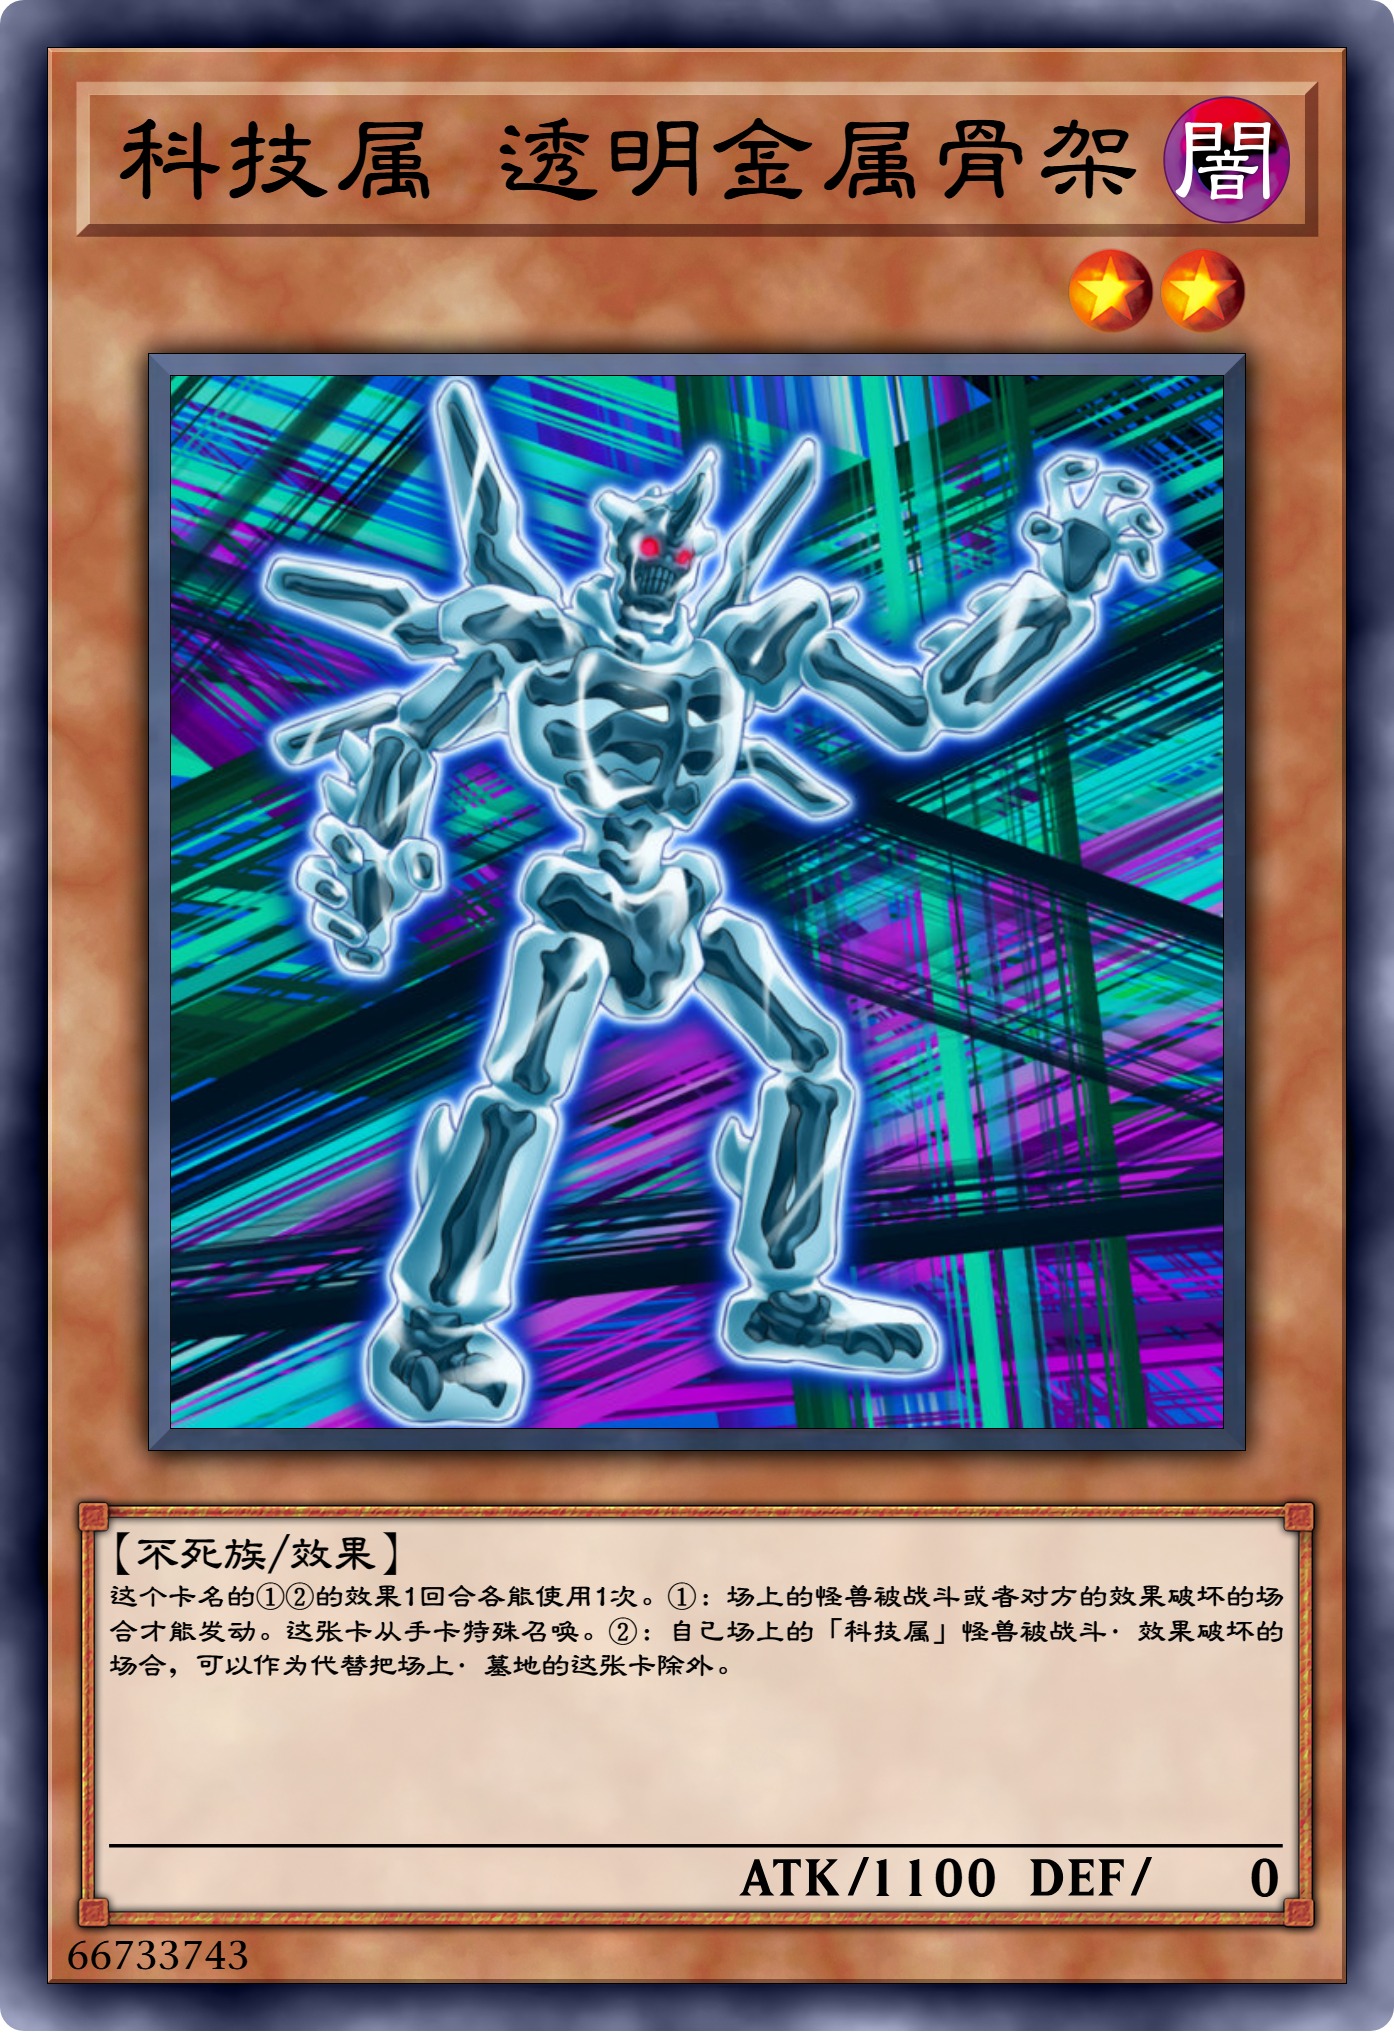 科技属 透明金属骨架 闇
【不死族/效果】
这个卡名的①②的效果1回合各能使用1次。①：场上的怪兽被战斗或者对方的效果破坏的场
合才能发动。这张卡从手卡特殊召唤。②：自己场上的「科技属」怪兽被战斗·效果破坏的
场合，可以作为代替把场上·墓地的这张卡除外。
ATK/1100 DEF/ 0
66733743